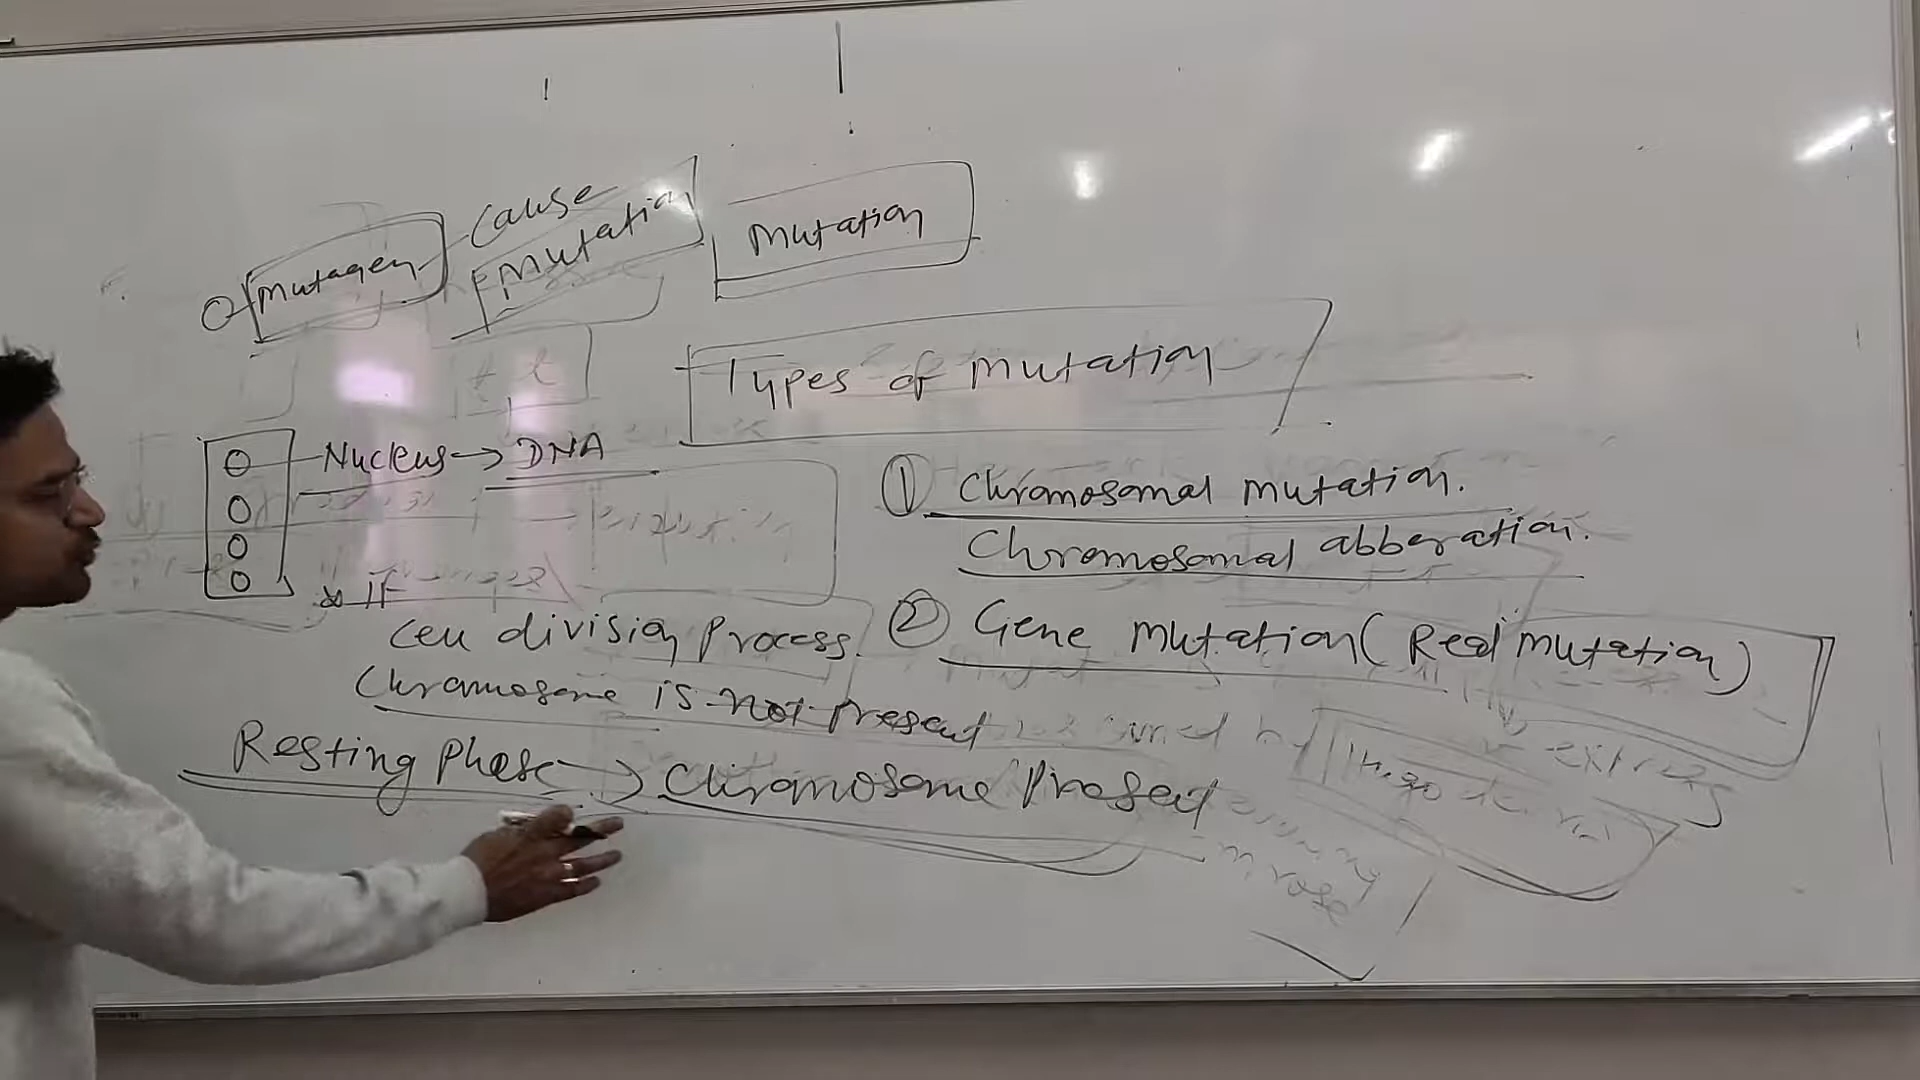 Mutagen
cause
Mutation
Mutation
Types of mutation
Nucleus → DNA
① Chromosomal mutation.
Chromosomal abberation.
* If
cell division process.
② Gene mutation (Real mutation)
Chromosome is not present
Resting Phase → Chromosome Present